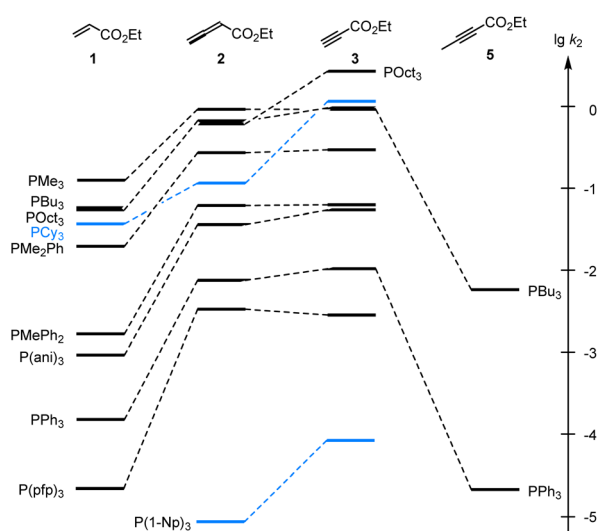 CO₂Et CO₂Et CO₂Et CO₂Et
1 2 3 5 lg k₂
POct₃
0
PMe₃
PBu₃
-1
POct₃
PCy₃
PMe₂Ph
-2
PBu₃
PMePh₂
-3
P(ani)₃
PPh₃
-4
P(pfp)₃ PPh₃
P(1-Np)₃ -5